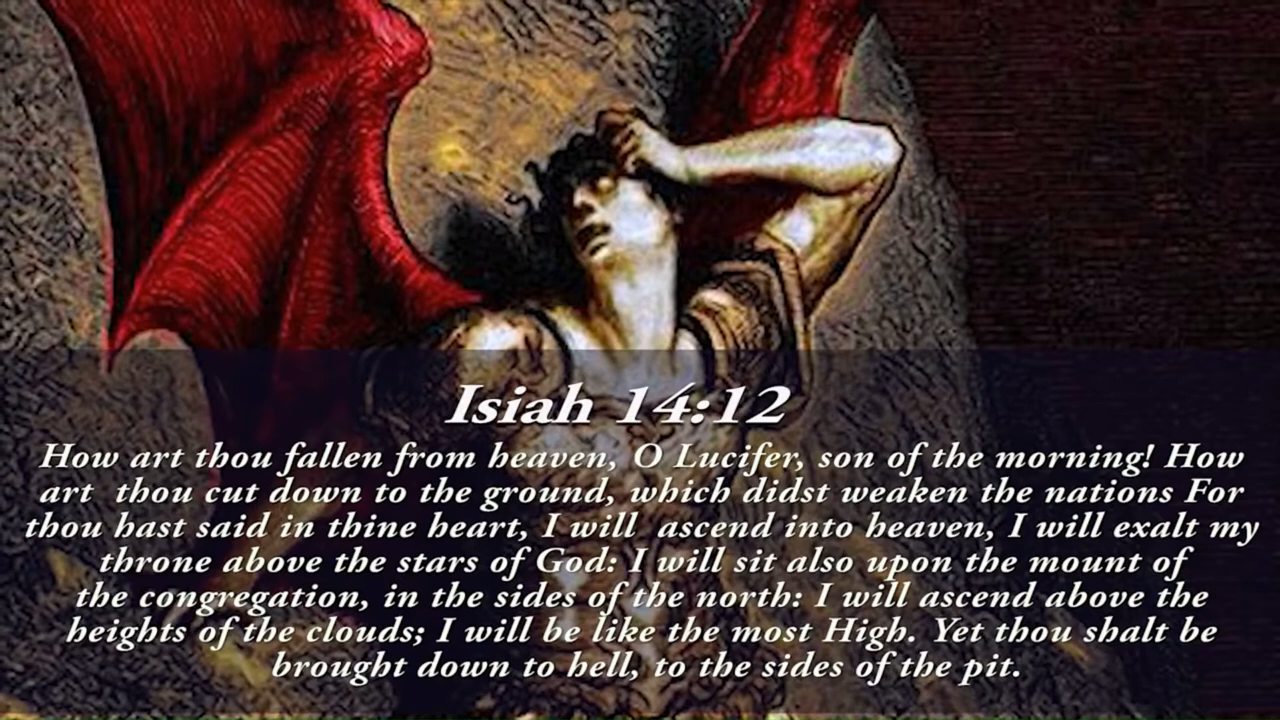 Isiah 14:12
How art thou fallen from heaven, O Lucifer, son of the morning! How
art thou cut down to the ground, which didst weaken the nations For
thou hast said in thine heart, I will ascend into heaven, I will exalt my
throne above the stars of God: I will sit also upon the mount of
the congregation, in the sides of the north: I will ascend above the
heights of the clouds; I will be like the most High. Yet thou shalt be
brought down to hell, to the sides of the pit.